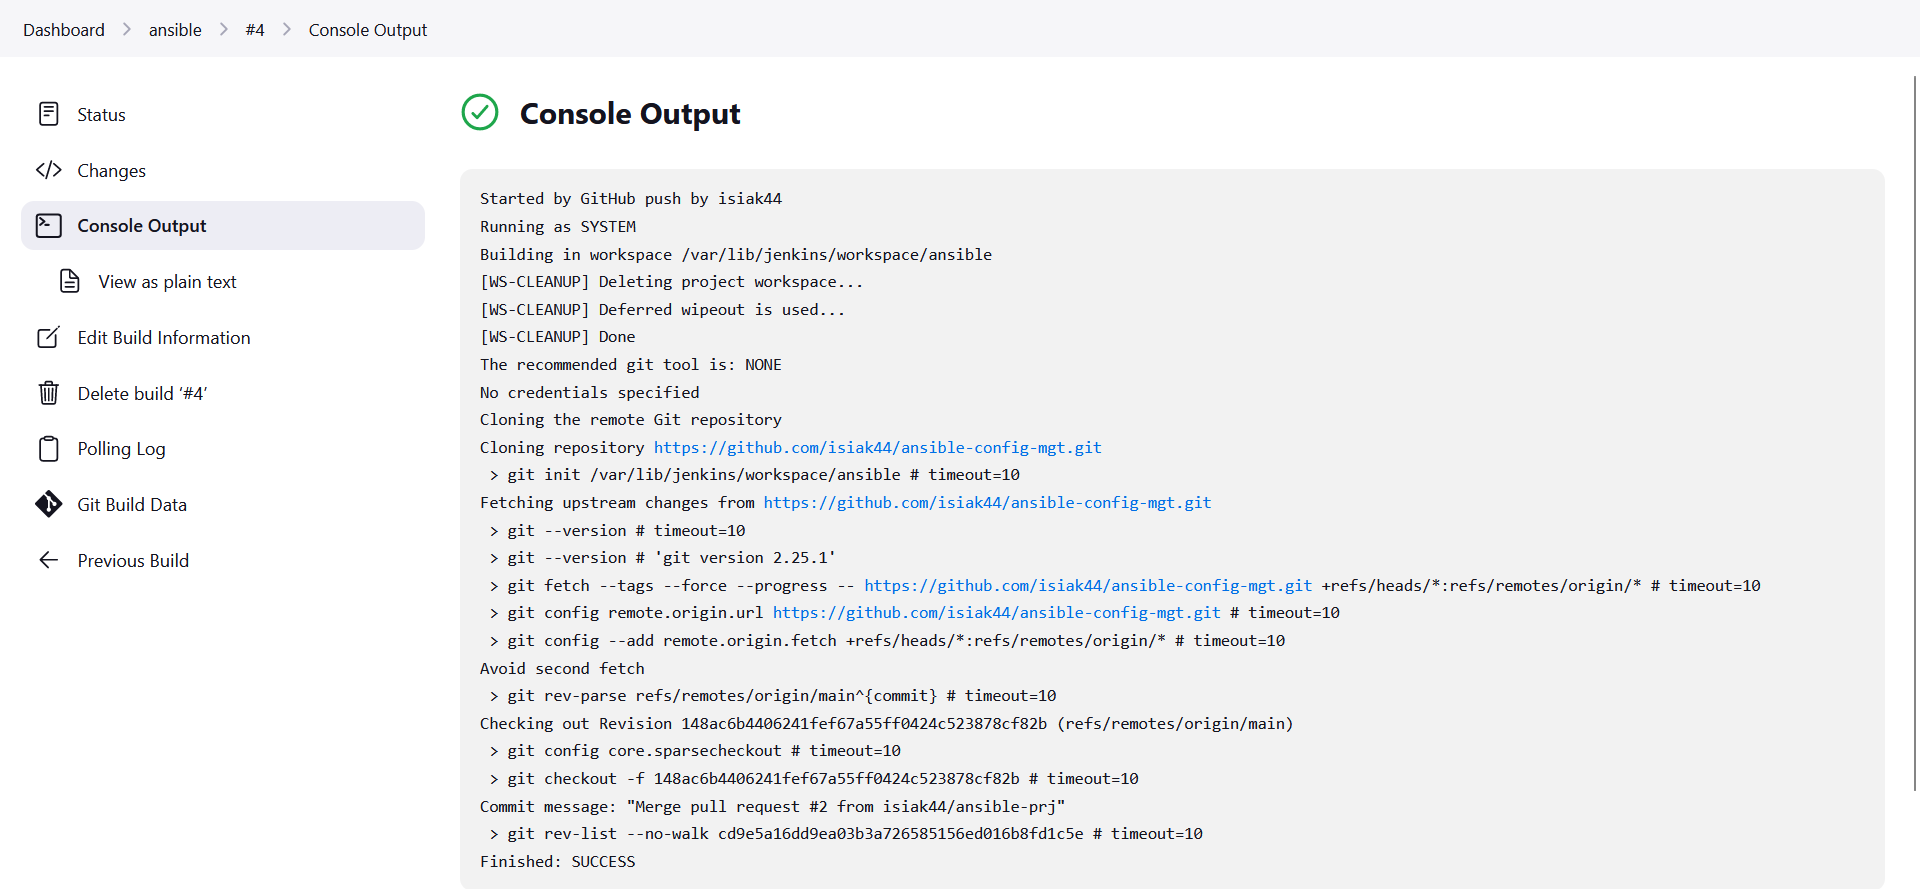 Dashboard > ansible > #4 > Console Output
Status
Changes
Console Output
View as plain text
Edit Build Information
Delete build ‘#4’
Polling Log
Git Build Data
Previous Build
Console Output
Started by GitHub push by isiak44
Running as SYSTEM
Building in workspace /var/lib/jenkins/workspace/ansible
[WS-CLEANUP] Deleting project workspace...
[WS-CLEANUP] Deferred wipeout is used...
[WS-CLEANUP] Done
The recommended git tool is: NONE
No credentials specified
Cloning the remote Git repository
Cloning repository https://github.com/isiak44/ansible-config-mgt.git
> git init /var/lib/jenkins/workspace/ansible # timeout=10
Fetching upstream changes from https://github.com/isiak44/ansible-config-mgt.git
> git --version # timeout=10
> git --version # 'git version 2.25.1'
> git fetch --tags --force --progress -- https://github.com/isiak44/ansible-config-mgt.git +refs/heads/*:refs/remotes/origin/* # timeout=10
> git config remote.origin.url https://github.com/isiak44/ansible-config-mgt.git # timeout=10
> git config --add remote.origin.fetch +refs/heads/*:refs/remotes/origin/* # timeout=10
Avoid second fetch
> git rev-parse refs/remotes/origin/main^{commit} # timeout=10
Checking out Revision 148ac6b4406241fef67a55ff0424c523878cf82b (refs/remotes/origin/main)
> git config core.sparsecheckout # timeout=10
> git checkout -f 148ac6b4406241fef67a55ff0424c523878cf82b # timeout=10
Commit message: "Merge pull request #2 from isiak44/ansible-prj"
> git rev-list --no-walk cd9e5a16dd9ea03b3a726585156ed016b8fd1c5e # timeout=10
Finished: SUCCESS